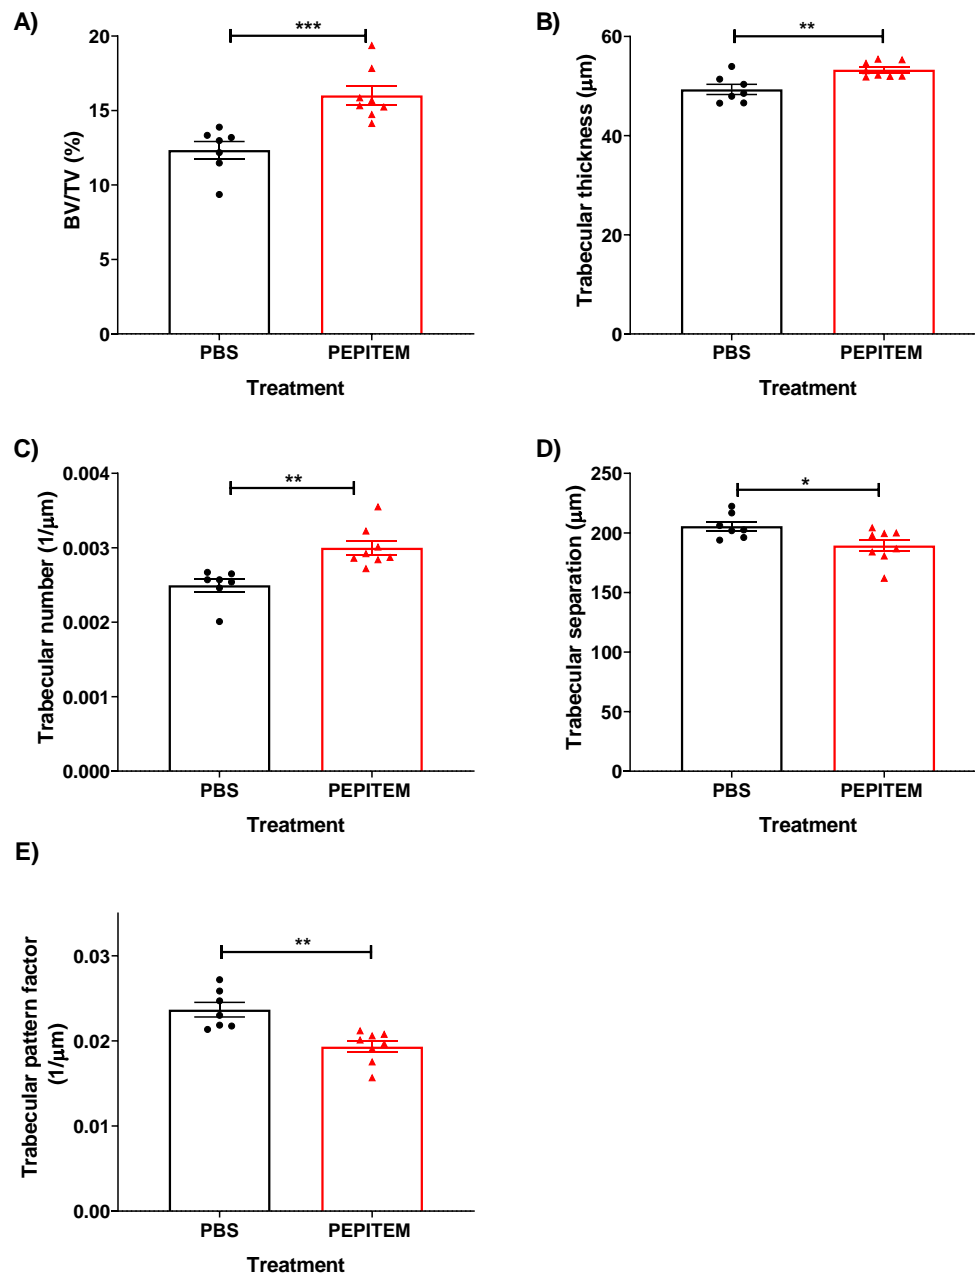 A)
BV/TV (%)
20
15
10
5
0
***
PBS
PEPITEM
Treatment
B)
Trabecular thickness (μm)
60
40
20
0
**
PBS
PEPITEM
Treatment
C)
Trabecular number (1/μm)
0.004
0.003
0.002
0.001
0.000
**
PBS
PEPITEM
Treatment
D)
Trabecular separation (μm)
250
200
150
100
50
0
*
PBS
PEPITEM
Treatment
E)
Trabecular pattern factor
(1/μm)
0.03
0.02
0.01
0.00
**
PBS
PEPITEM
Treatment